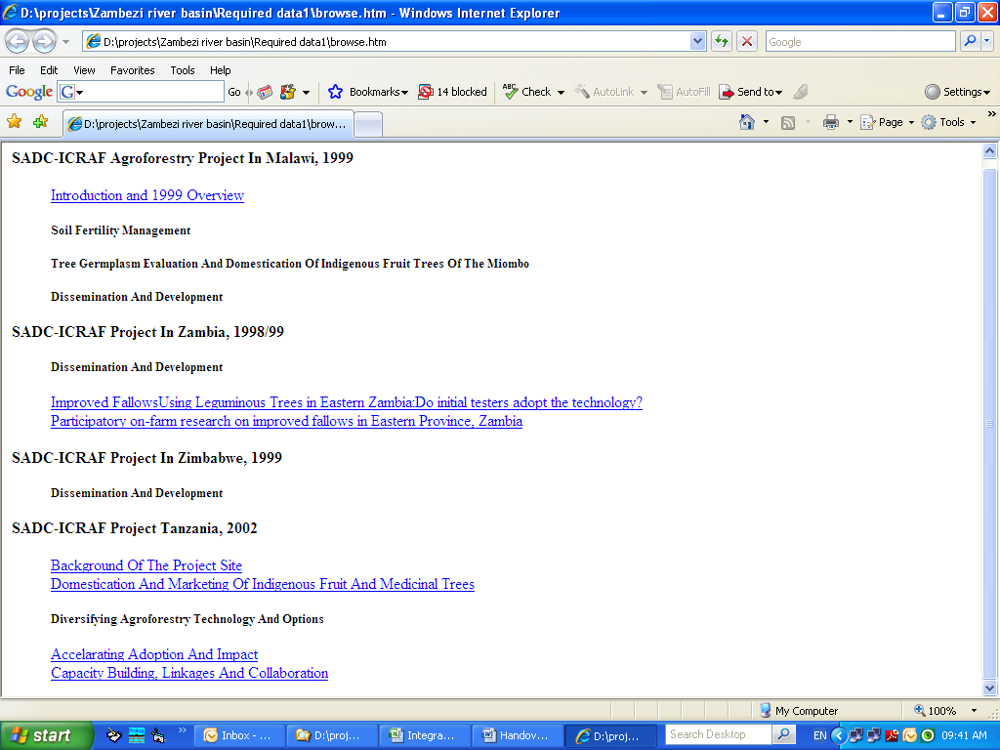 D:\projects\Zambezi river basin\Required data1\browse.htm - Windows Internet Explorer
D:\projects\Zambezi river basin\Required data1\browse.htm
Google
File Edit View Favorites Tools Help
Google G Go Bookmarks 14 blocked ABC Check AutoLink AutoFill Send to Settings
D:\projects\Zambezi river basin\Required data1\brow... Page Tools
SADC-ICRAF Agroforestry Project In Malawi, 1999
Introduction and 1999 Overview
Soil Fertility Management
Tree Germplasm Evaluation And Domestication Of Indigenous Fruit Trees Of The Miombo
Dissemination And Development
SADC-ICRAF Project In Zambia, 1998/99
Dissemination And Development
Improved FallowsUsing Leguminous Trees in Eastern Zambia:Do initial testers adopt the technology?
Participatory on-farm research on improved fallows in Eastern Province, Zambia
SADC-ICRAF Project In Zimbabwe, 1999
Dissemination And Development
SADC-ICRAF Project Tanzania, 2002
Background Of The Project Site
Domestication And Marketing Of Indigenous Fruit And Medicinal Trees
Diversifying Agroforestry Technology And Options
Accelarating Adoption And Impact
Capacity Building, Linkages And Collaboration
My Computer 100%
start Inbox - ... D:\proj... Integra... Handov... D:\proj... Search Desktop EN 09:41 AM